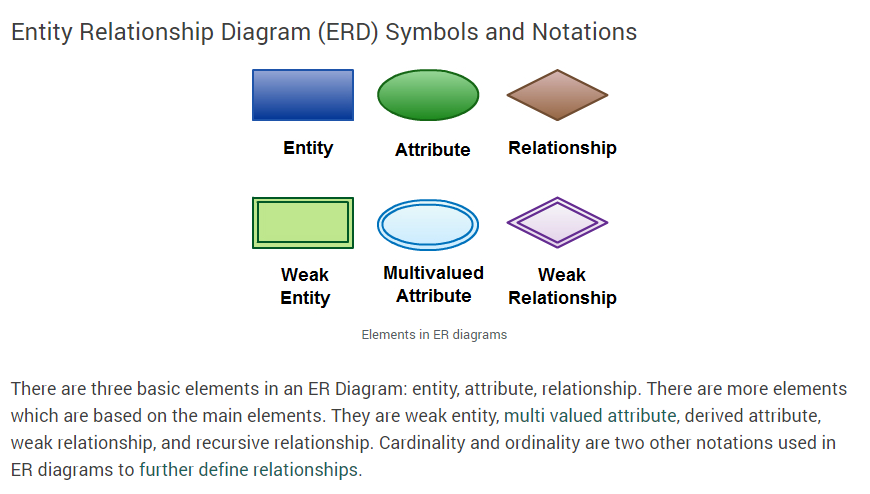 Entity Relationship Diagram (ERD) Symbols and Notations
Entity
Attribute
Relationship
Weak
Entity
Multivalued
Attribute
Weak
Relationship
Elements in ER diagrams
There are three basic elements in an ER Diagram: entity, attribute, relationship. There are more elements
which are based on the main elements. They are weak entity, multi valued attribute, derived attribute,
weak relationship, and recursive relationship. Cardinality and ordinality are two other notations used in
ER diagrams to further define relationships.